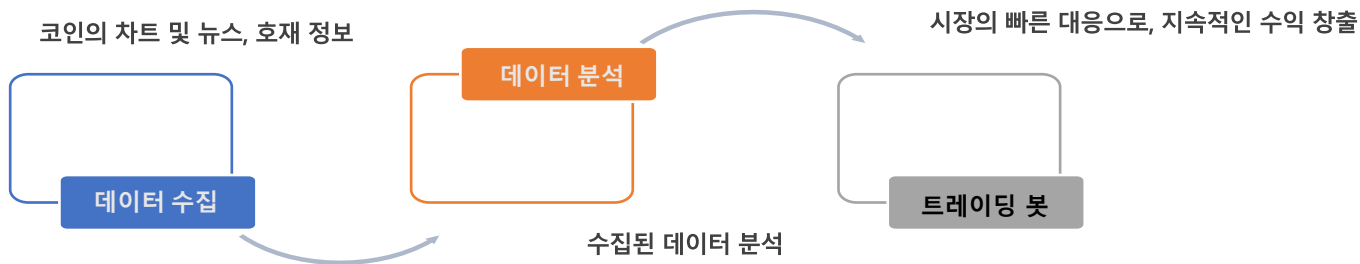 코인의 차트 및 뉴스, 호재 정보
데이터 수집
데이터 분석
수집된 데이터 분석
시장의 빠른 대응으로, 지속적인 수익 창출
트레이딩 봇